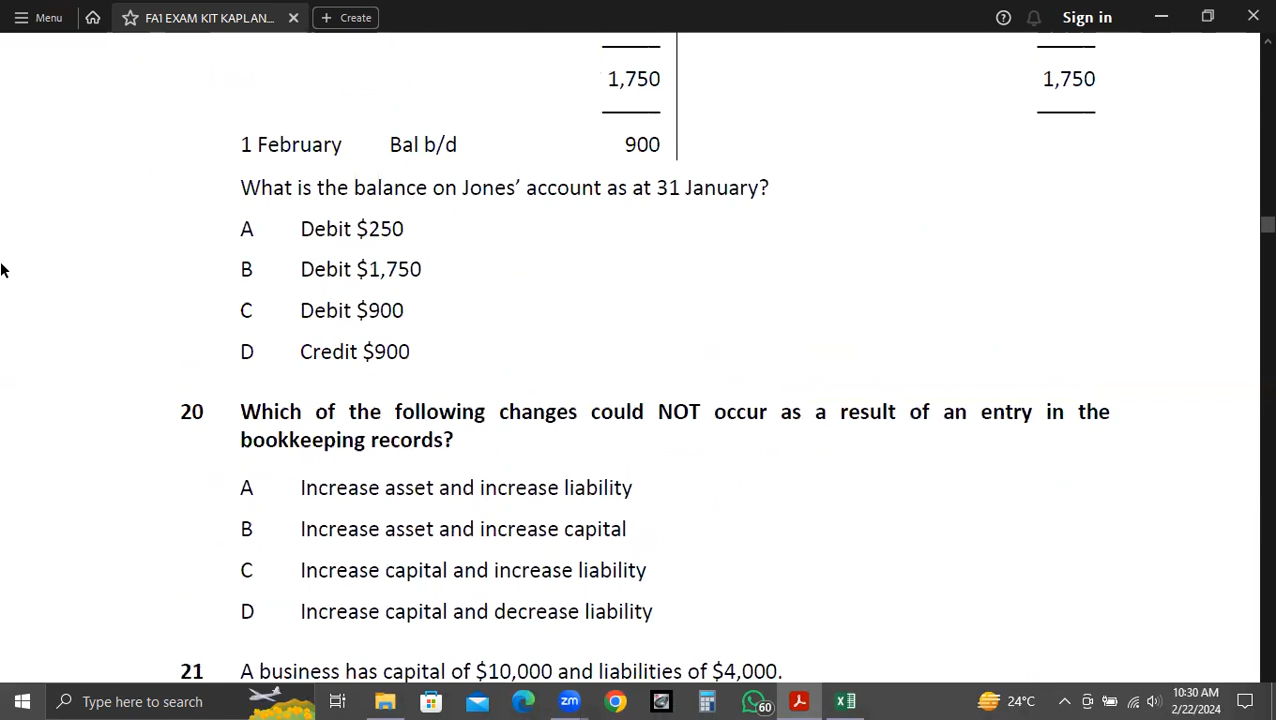 Menu FA1 EXAM KIT KAPLAN... Create Sign in
1,750 1,750
1 February Bal b/d 900
What is the balance on Jones’ account as at 31 January?
A Debit $250
B Debit $1,750
C Debit $900
D Credit $900
20 Which of the following changes could NOT occur as a result of an entry in the
bookkeeping records?
A Increase asset and increase liability
B Increase asset and increase capital
C Increase capital and increase liability
D Increase capital and decrease liability
21 A business has capital of $10,000 and liabilities of $4,000.
Type here to search zm 60 24°C 10:30 AM
2/22/2024